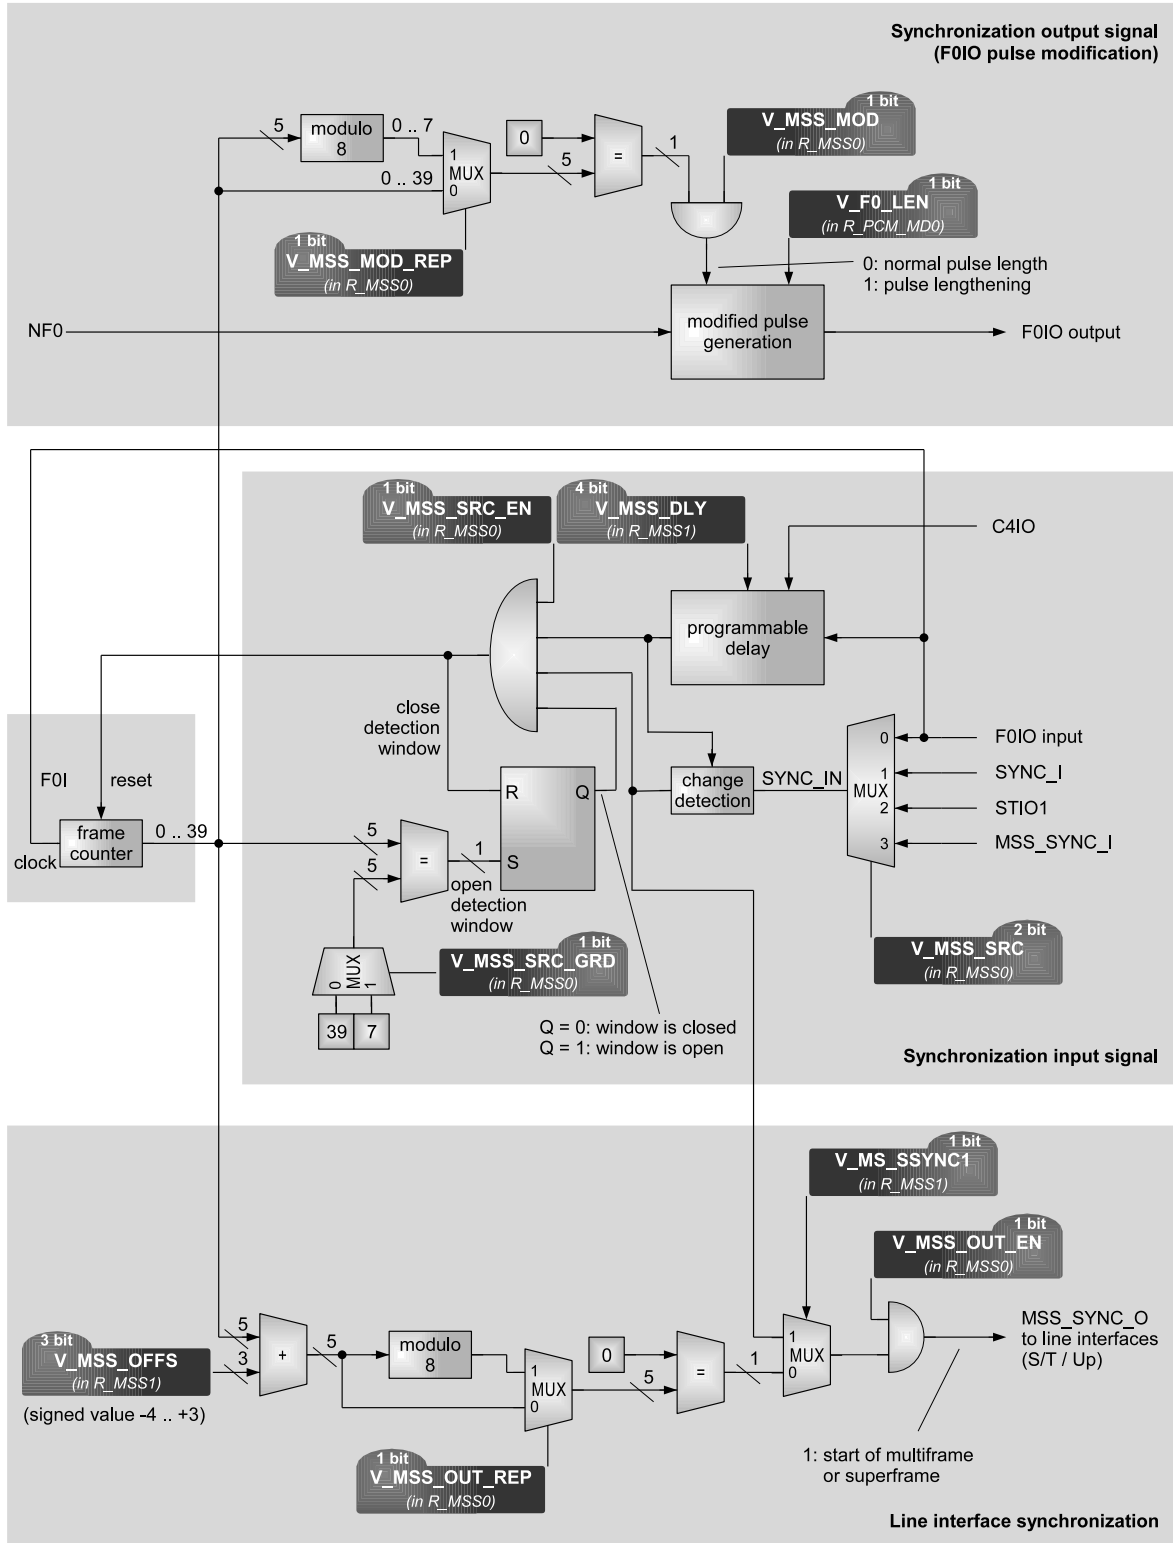 Synchronization output signal
(F0IO pulse modification)
5
modulo
8
0 .. 7
0 .. 39
1
MUX
0
0
5
=
1
1 bit
V_MSS_MOD
(in R_MSS0)
1 bit
V_F0_LEN
(in R_PCM_MD0)
1 bit
V_MSS_MOD_REP
(in R_MSS0)
0: normal pulse length
1: pulse lengthening
NF0
modified pulse
generation
F0IO output
1 bit
V_MSS_SRC_EN
(in R_MSS0)
4 bit
V_MSS_DLY
(in R_MSS1)
C4IO
programmable
delay
close
detection
window
F0I
reset
frame
counter
clock
0 .. 39
R
Q
S
change
detection
SYNC_IN
0
1
MUX
2
3
F0IO input
SYNC_I
STIO1
MSS_SYNC_I
5
5
=
1
open
detection
window
2 bit
V_MSS_SRC
(in R_MSS0)
1 bit
V_MSS_SRC_GRD
(in R_MSS0)
0
MUX
1
39
7
Q = 0: window is closed
Q = 1: window is open
Synchronization input signal
1 bit
V_MS_SSYNC1
(in R_MSS1)
1 bit
V_MSS_OUT_EN
(in R_MSS0)
3 bit
V_MSS_OFFS
(in R_MSS1)
(signed value -4 .. +3)
5
3
+
5
modulo
8
1
MUX
0
0
5
=
1
1
MUX
0
MSS_SYNC_O
to line interfaces
(S/T / Up)
1 bit
V_MSS_OUT_REP
(in R_MSS0)
1: start of multiframe
or superframe
Line interface synchronization